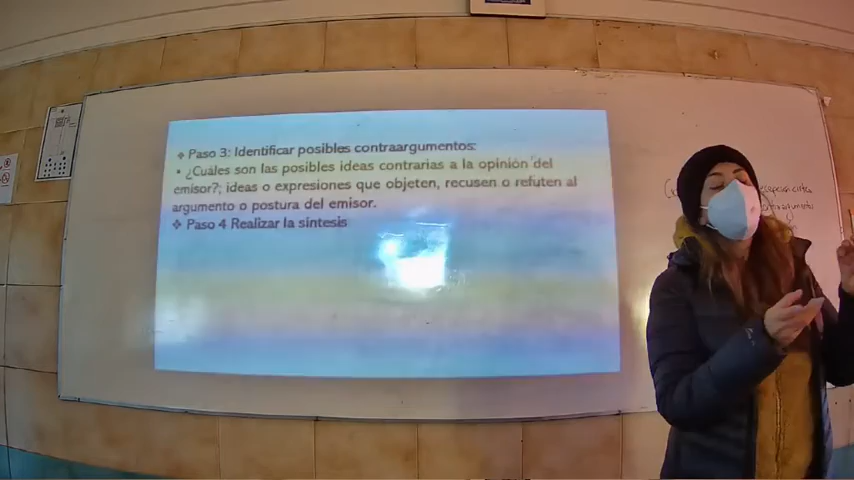 ❖ Paso 3: Identificar posibles contraargumentos:
• ¿Cuáles son las posibles ideas contrarias a la opinión del
emisor?; ideas o expresiones que objeten, recusen o refuten al
argumento o postura del emisor.
❖ Paso 4 Realizar la síntesis